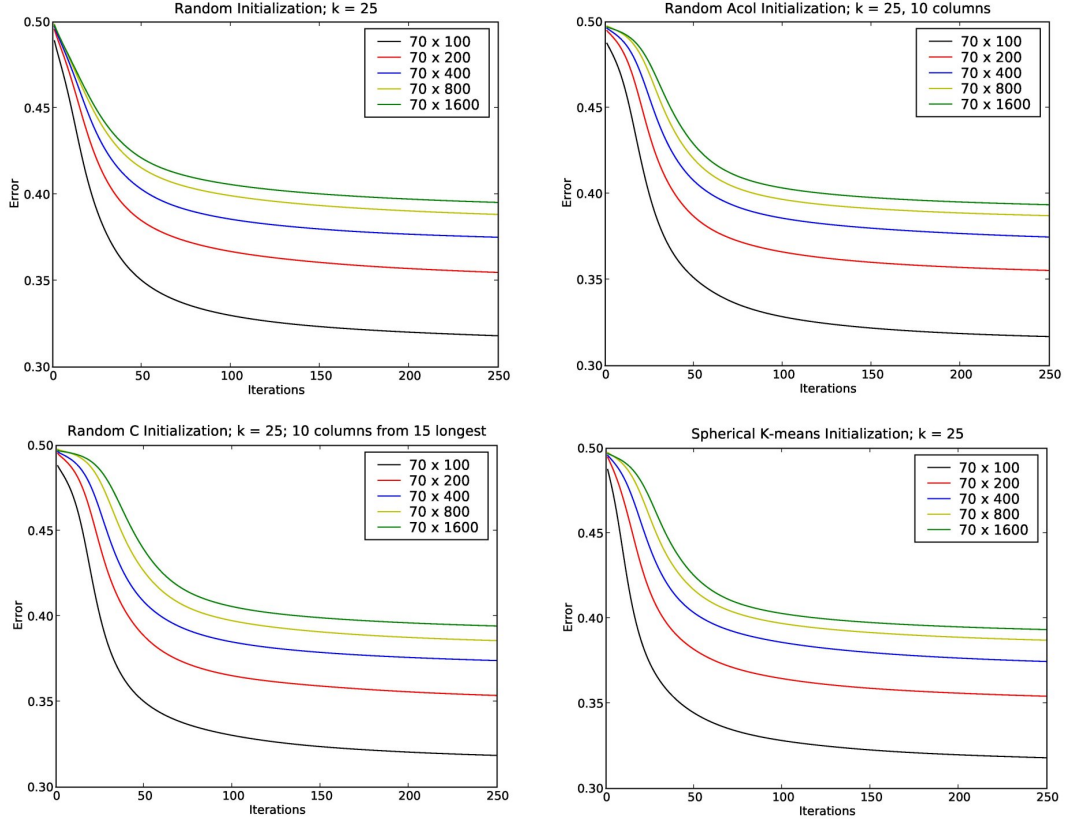 Random Initialization; k = 25
0.50
0.45
0.40
0.35
0.30
Error
70 x 100
70 x 200
70 x 400
70 x 800
70 x 1600
0 50 100 150 200 250
Iterations
Random Acol Initialization; k = 25, 10 columns
0.50
0.45
0.40
0.35
0.30
Error
70 x 100
70 x 200
70 x 400
70 x 800
70 x 1600
0 50 100 150 200 250
Iterations
Random C Initialization; k = 25; 10 columns from 15 longest
0.50
0.45
0.40
0.35
0.30
Error
70 x 100
70 x 200
70 x 400
70 x 800
70 x 1600
0 50 100 150 200 250
Iterations
Spherical K-means Initialization; k = 25
0.50
0.45
0.40
0.35
0.30
Error
70 x 100
70 x 200
70 x 400
70 x 800
70 x 1600
0 50 100 150 200 250
Iterations